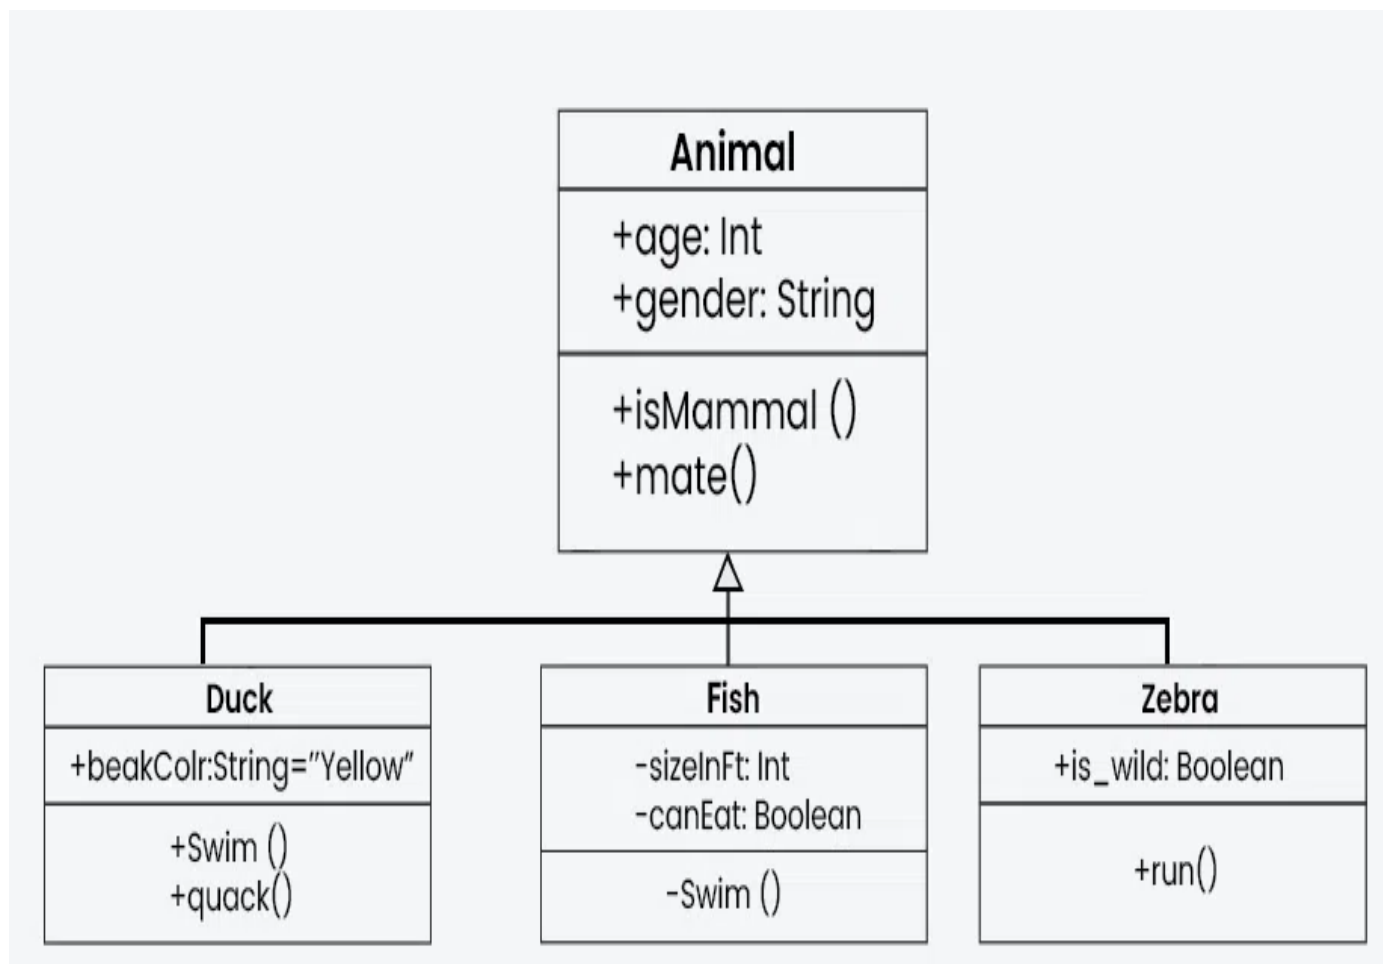 Animal
+age: Int
+gender: String
+isMammal ()
+mate()
Duck
+beakColr:String="Yellow"
+Swim ()
+quack()
Fish
-sizeInFt: Int
-canEat: Boolean
-Swim ()
Zebra
+is_wild: Boolean
+run()